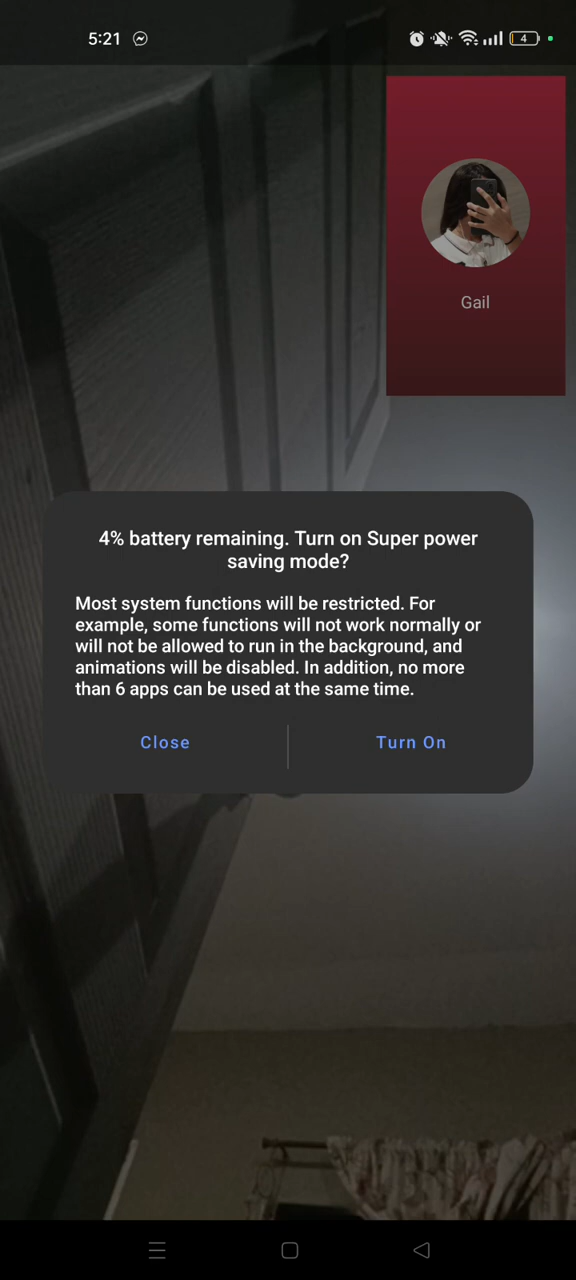 5:21
4
Gail
4% battery remaining. Turn on Super power
saving mode?
Most system functions will be restricted. For
example, some functions will not work normally or
will not be allowed to run in the background, and
animations will be disabled. In addition, no more
than 6 apps can be used at the same time.
Close
Turn On